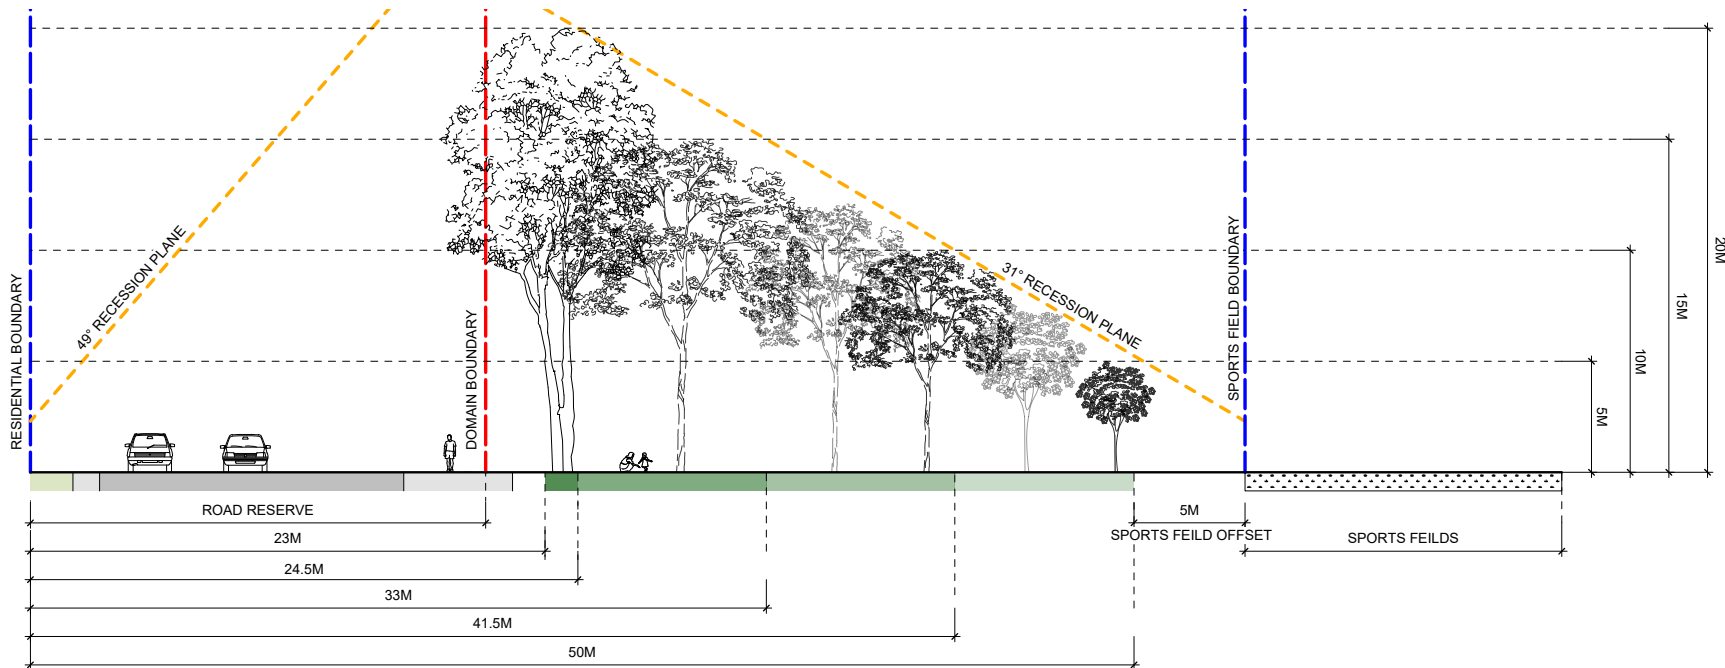 RESIDENTIAL BOUNDARY
49° RECESSION PLANE
DOMAIN BOUNDARY
31° RECESSION PLANE
SPORTS FIELD BOUNDARY
5M
10M
15M
20M
ROAD RESERVE
23M
24.5M
33M
41.5M
50M
5M
SPORTS FEILD OFFSET
SPORTS FEILDS